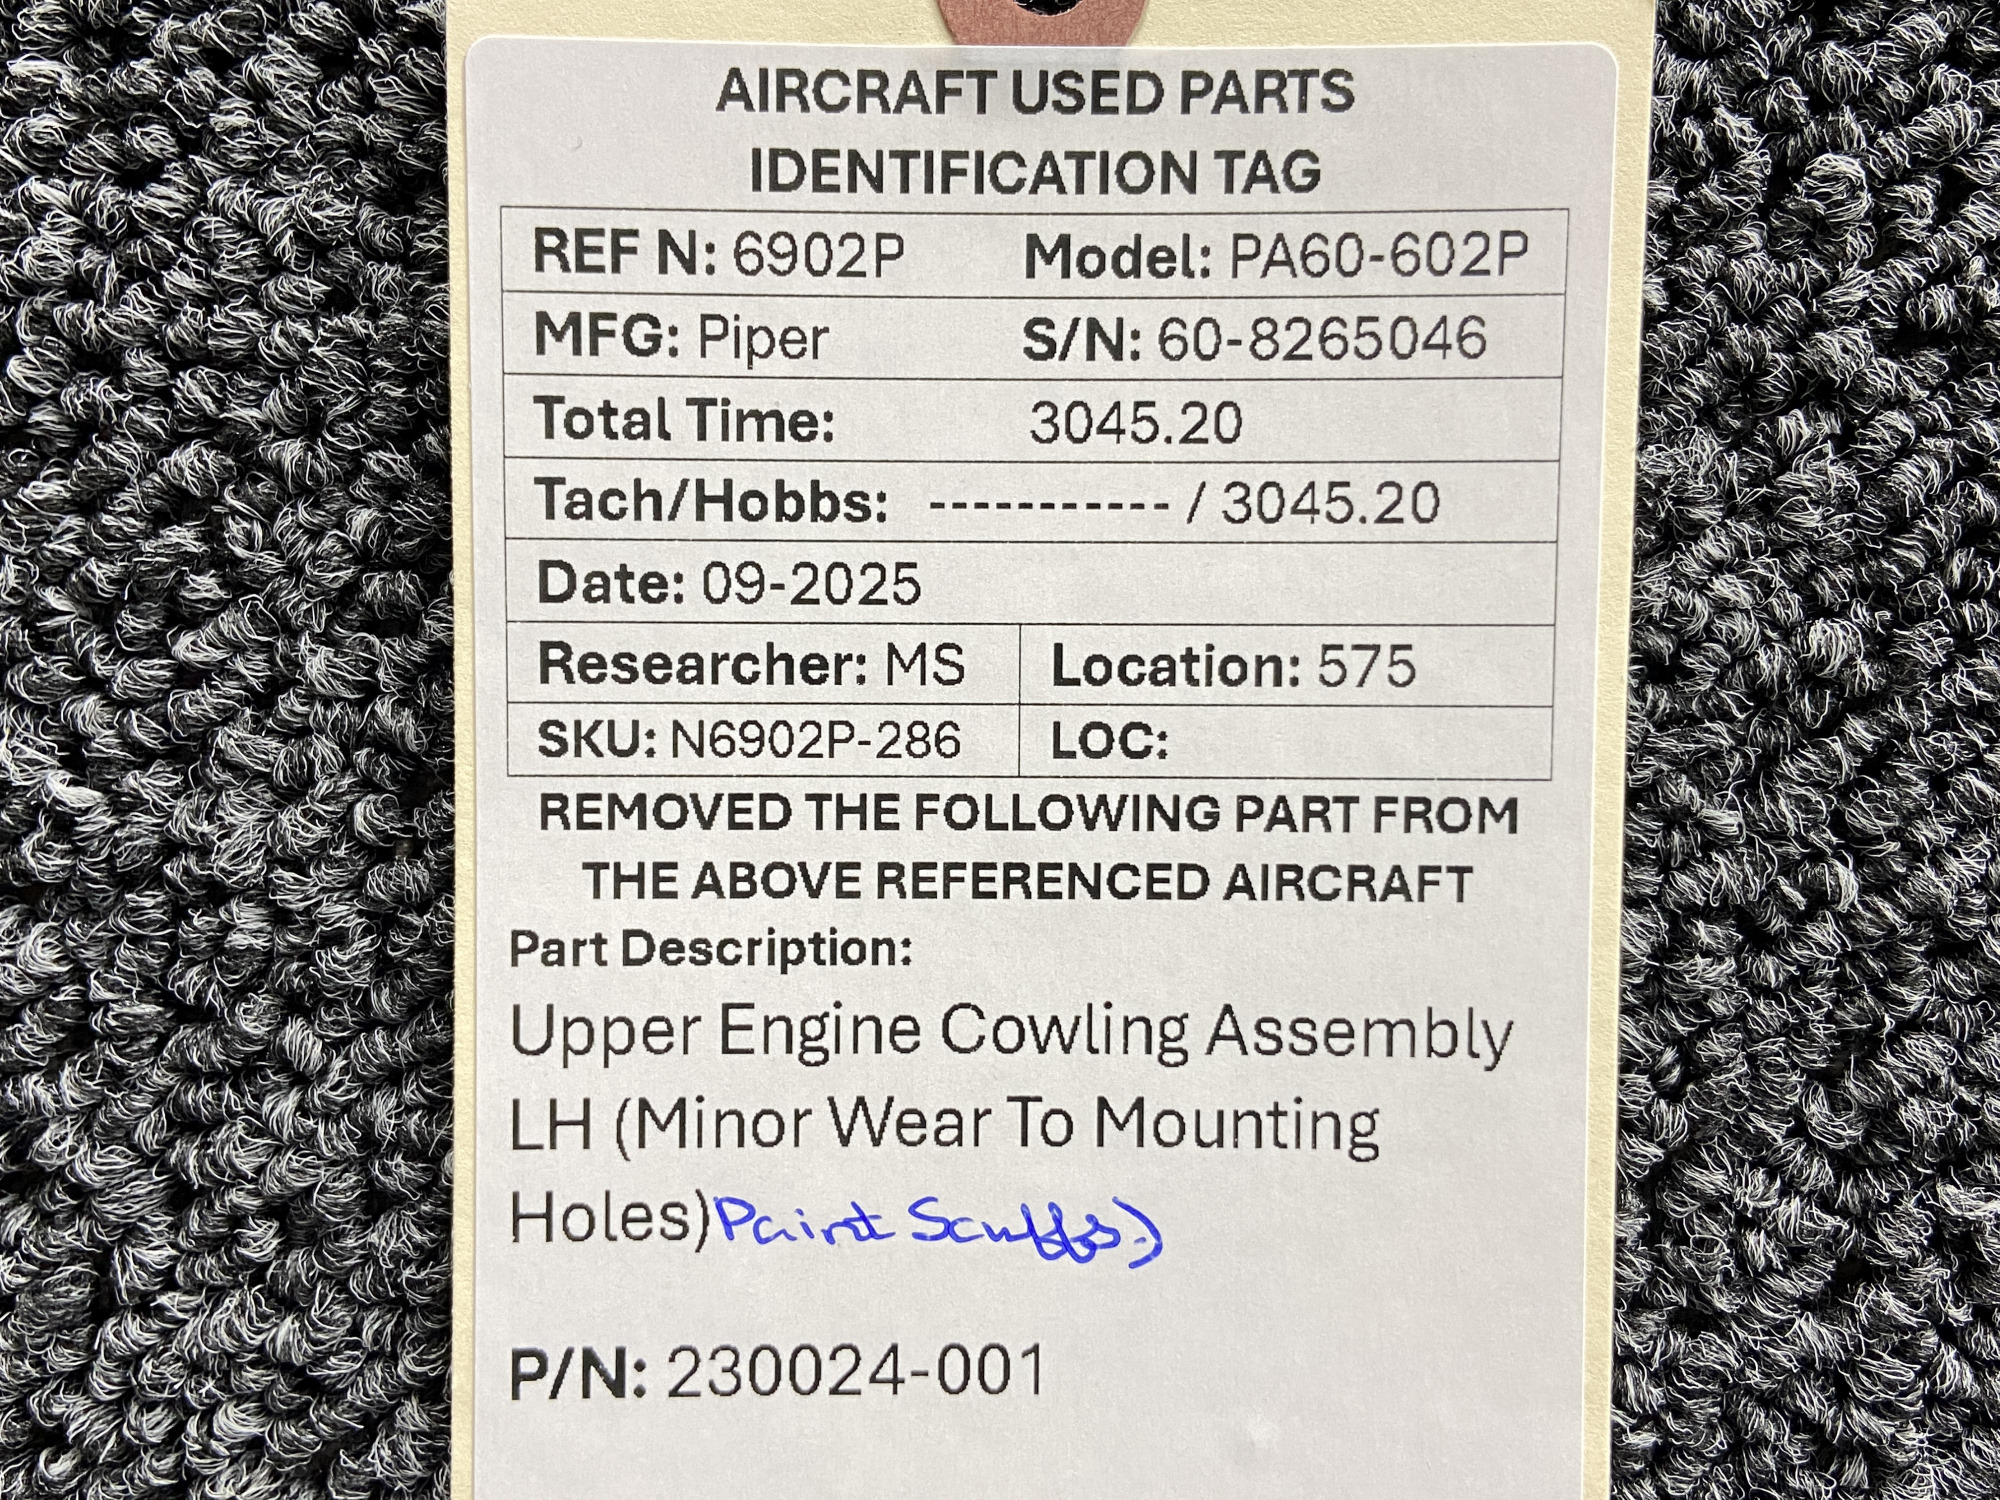 AIRCRAFT USED PARTS
IDENTIFICATION TAG
REF N: 6902P Model: PA60-602P
MFG: Piper S/N: 60-8265046
Total Time: 3045.20
Tach/Hobbs: ----------- / 3045.20
Date: 09-2025
Researcher: MS Location: 575
SKU: N6902P-286 LOC:
REMOVED THE FOLLOWING PART FROM
THE ABOVE REFERENCED AIRCRAFT
Part Description:
Upper Engine Cowling Assembly
LH (Minor Wear To Mounting
Holes) Paint Scuffs.)
P/N: 230024-001